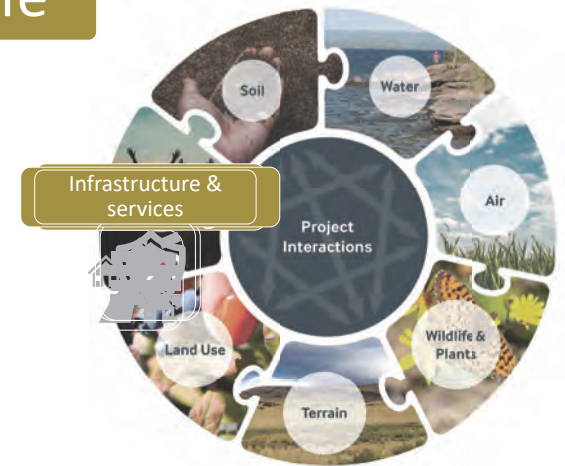 Soil
Water
Infrastructure &
services
Air
Project
Interactions
Wildlife &
Plants
Land Use
Terrain